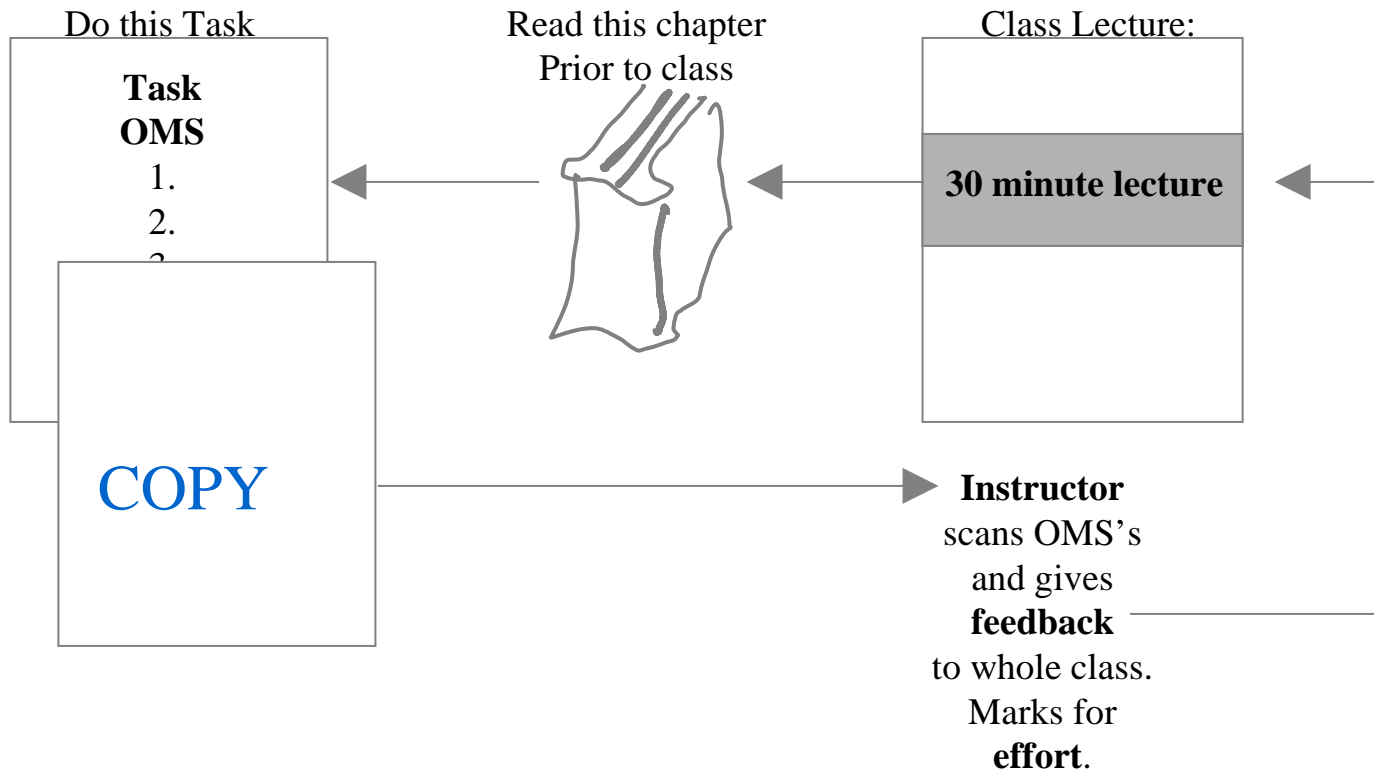 Do this Task
Task
OMS
1.
2.
Read this chapter
Prior to class
Class Lecture:
30 minute lecture
COPY
Instructor
scans OMS’s
and gives
feedback
to whole class.
Marks for
effort.